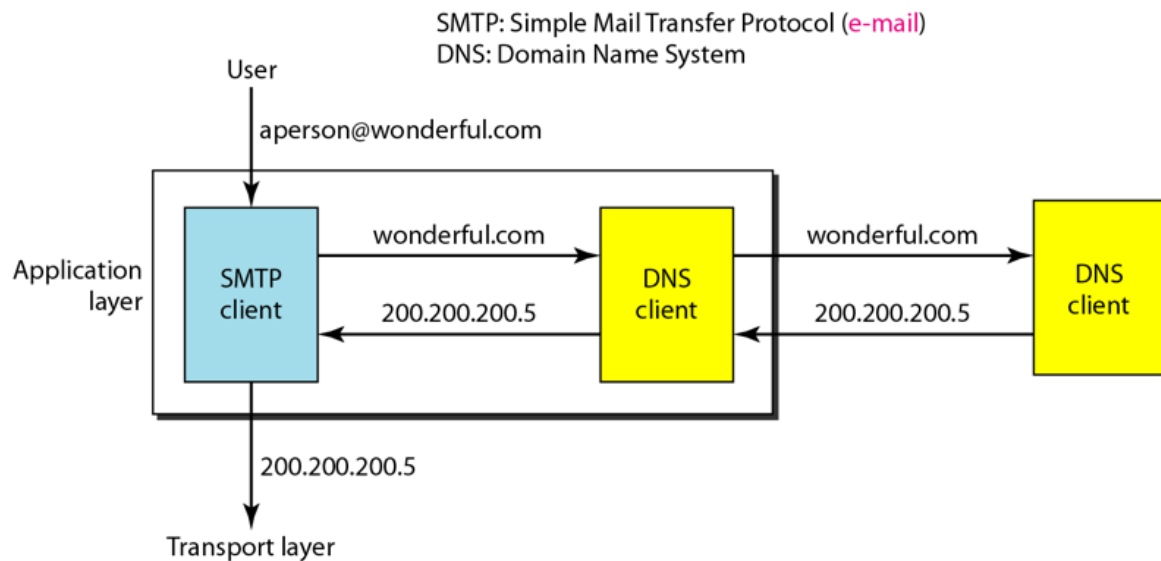 SMTP: Simple Mail Transfer Protocol (e-mail)
DNS: Domain Name System
User
aperson@wonderful.com
wonderful.com
wonderful.com
Application
layer
SMTP
client
DNS
client
DNS
client
200.200.200.5
200.200.200.5
200.200.200.5
Transport layer